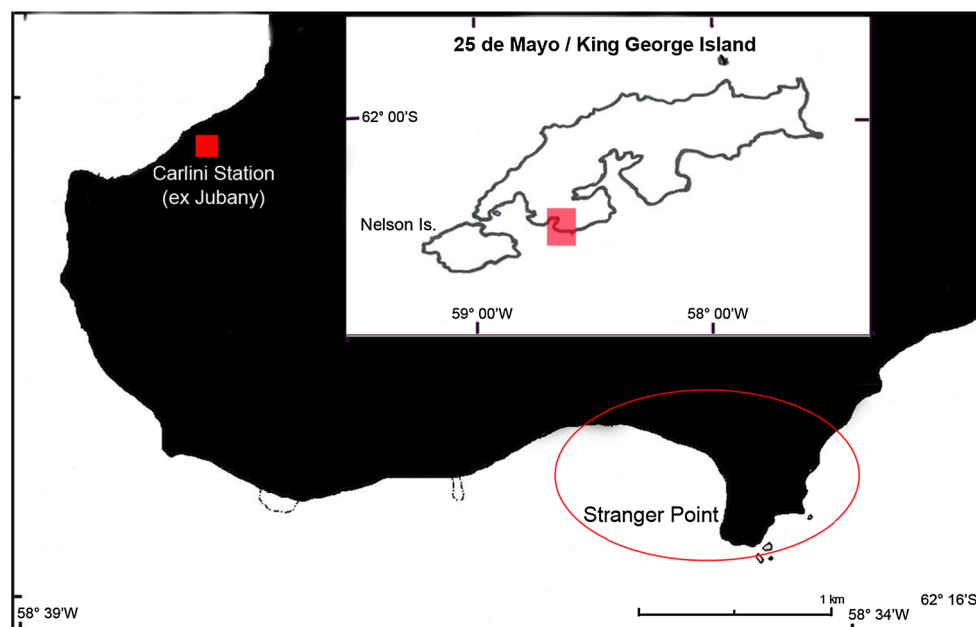 25 de Mayo / King George Island
62° 00'S
Carlini Station
(ex Jubany)
Nelson Is.
59° 00'W
58° 00'W
Stranger Point
1 km
62° 16'S
58° 39'W
58° 34'W